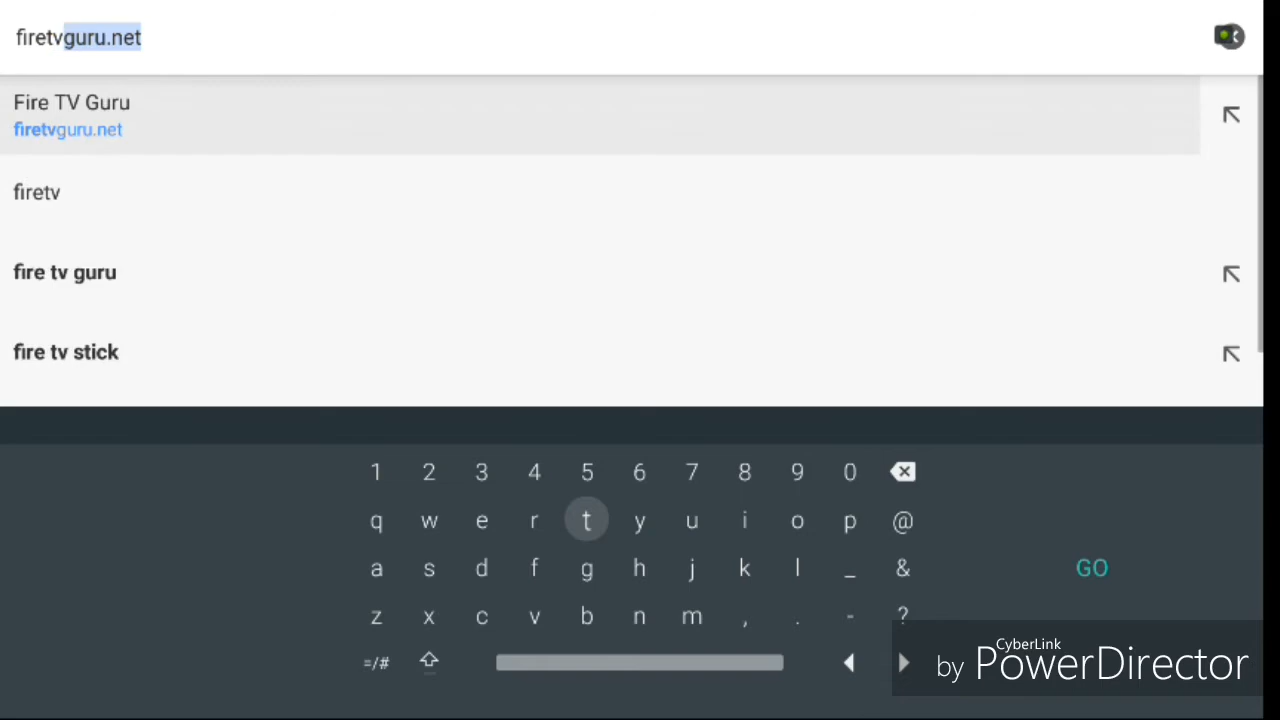 firetvguru.net
Fire TV Guru
firetvguru.net
firetv
fire tv guru
fire tv stick
1 2 3 4 5 6 7 8 9 0
q w e r t y u i o p @
a s d f g h j k l _ &
GO
z x c v b n m , . - ?
=/#
CyberLink
by PowerDirector